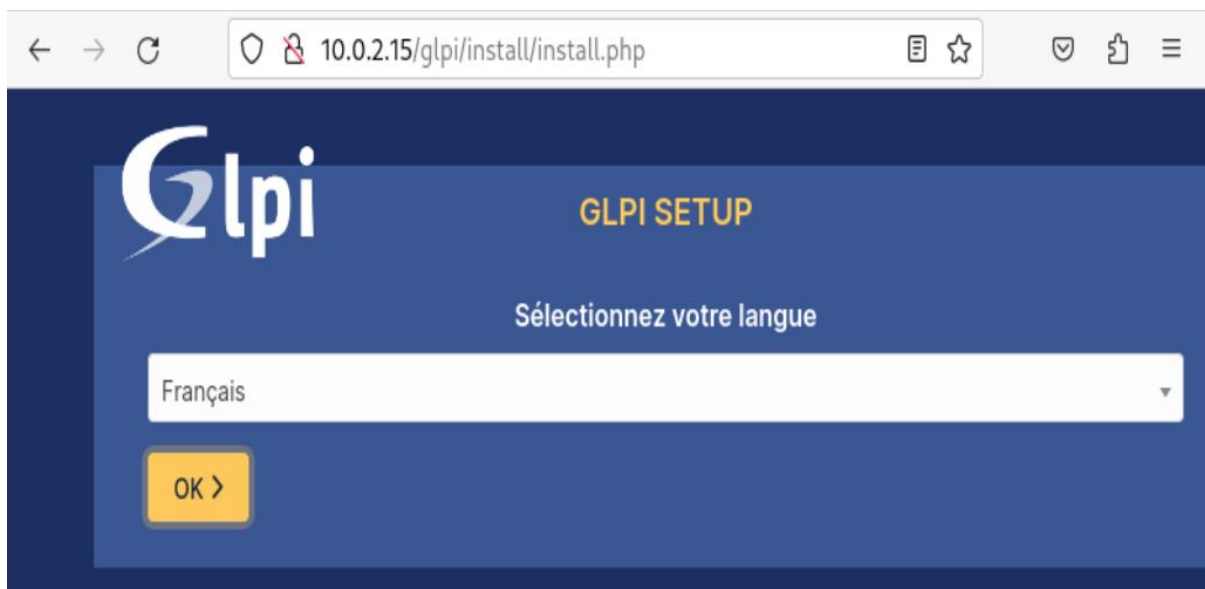 10.0.2.15/glpi/install/install.php
Glpi
GLPI SETUP
Sélectionnez votre langue
Français
OK >